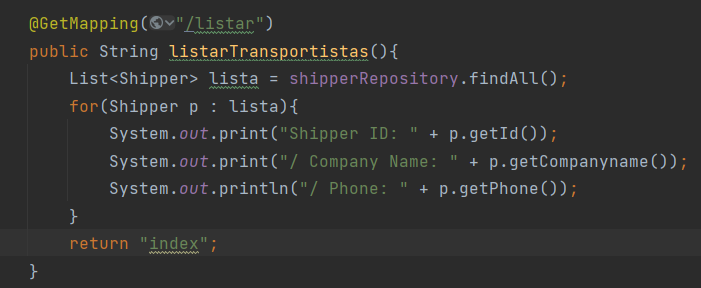 @GetMapping("/listar")
public String listarTransportistas(){
List<Shipper> lista = shipperRepository.findAll();
for(Shipper p : lista){
System.out.print("Shipper ID: " + p.getId());
System.out.print("/ Company Name: " + p.getCompanyname());
System.out.println("/ Phone: " + p.getPhone());
}
return "index";
}